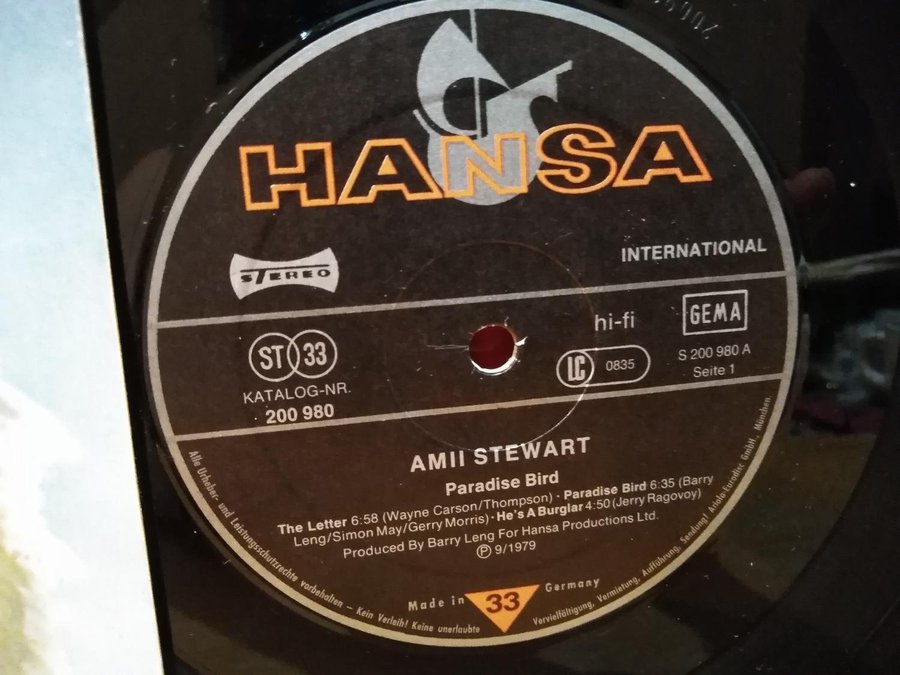 HANSA
INTERNATIONAL
STEREO
ST 33
KATALOG-NR.
200 980
hi-fi
LC 0835
GEMA
S 200 980 A
Seite 1
AMII STEWART
Paradise Bird
The Letter 6:58 (Wayne Carson/Thompson) · Paradise Bird 6:35 (Barry
Leng/Simon May/Gerry Morris) · He's A Burglar 4:50 (Jerry Ragovoy)
Produced By Barry Leng For Hansa Productions Ltd.
Ⓟ 9/1979
Made in 33 Germany
Alle Urheber- und Leistungsschutzrechte vorbehalten – Kein Verleih! Keine unerlaubte Vervielfältigung, Vermietung, Aufführung, Sendung! Ariola Eurodisc GmbH, München.